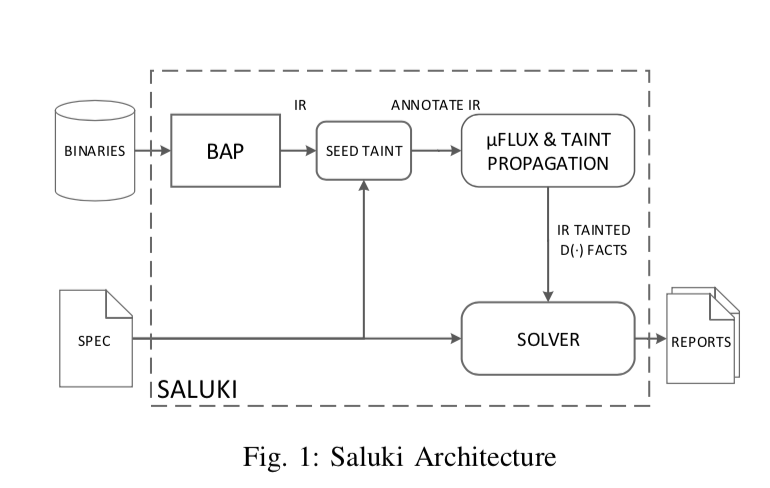 IR
ANNOTATE IR
BINARIES
BAP
SEED TAINT
μFLUX & TAINT
PROPAGATION
IR TAINTED
D(·) FACTS
SPEC
SOLVER
REPORTS
SALUKI
Fig. 1: Saluki Architecture